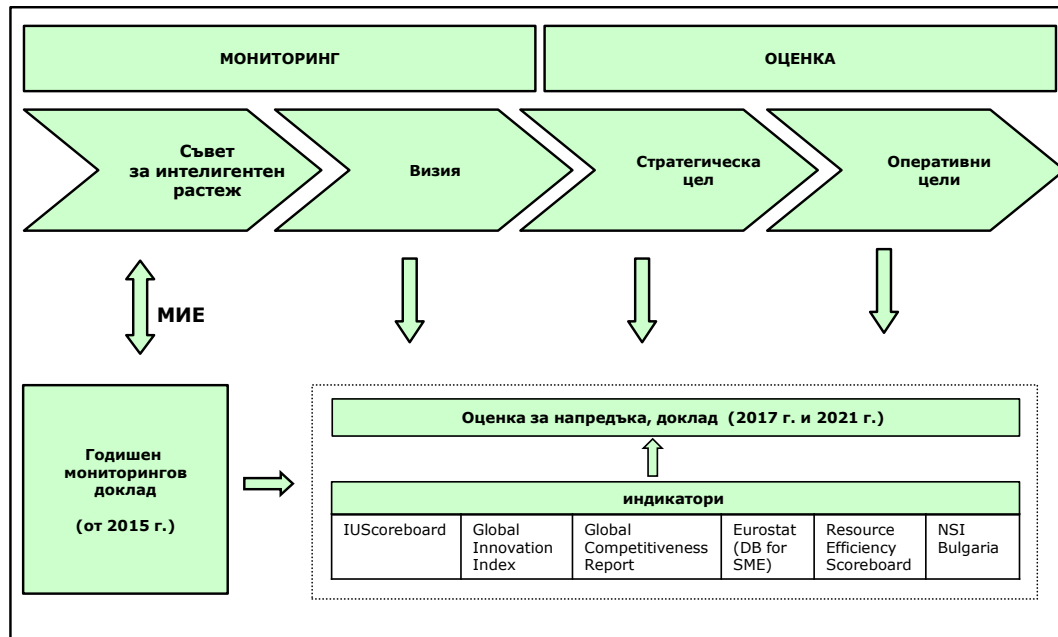 МОНИТОРИНГ
ОЦЕНКА
Съвет
за интелигентен
растеж
Визия
Стратегическа
цел
Оперативни
цели
МИЕ
Годишен
мониторингов
доклад
(от 2015 г.)
Оценка за напредъка, доклад (2017 г. и 2021 г.)
индикатори
IUScoreboard
Global
Innovation
Index
Global
Competitiveness
Report
Eurostat
(DB for
SME)
Resource
Efficiency
Scoreboard
NSI
Bulgaria